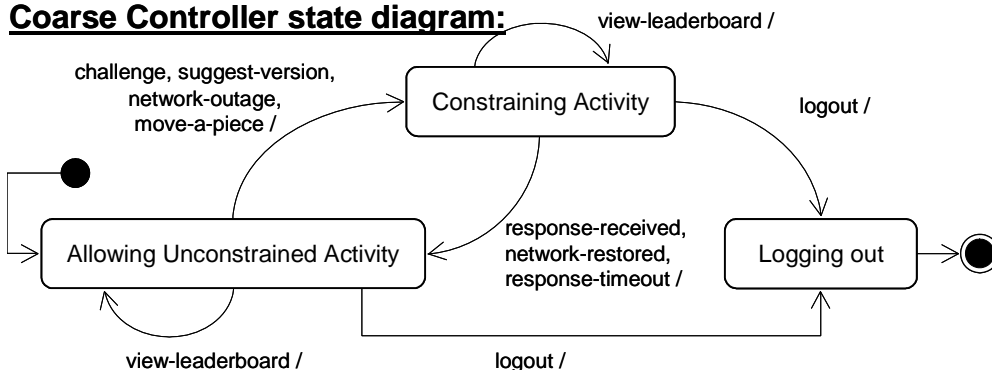 Coarse Controller state diagram:
view-leaderboard /
challenge, suggest-version,
network-outage,
move-a-piece /
Constraining Activity
logout /
response-received,
network-restored,
response-timeout /
Allowing Unconstrained Activity
Logging out
view-leaderboard /
logout /